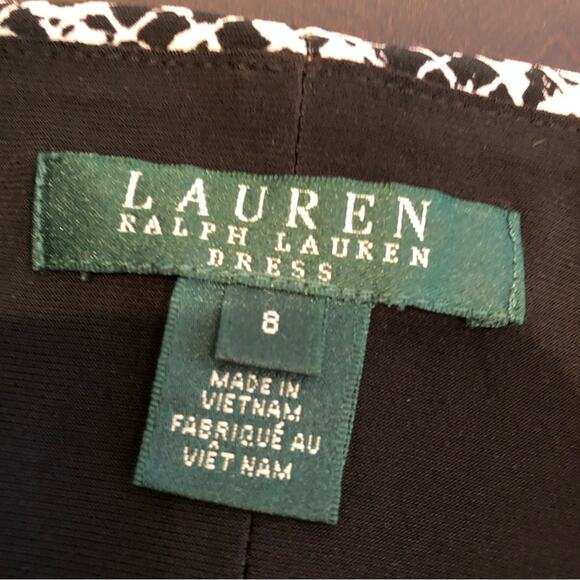 LAUREN
RALPH LAUREN
DRESS
8
MADE IN
VIETNAM
FABRIQUÉ AU
VIÊT NAM